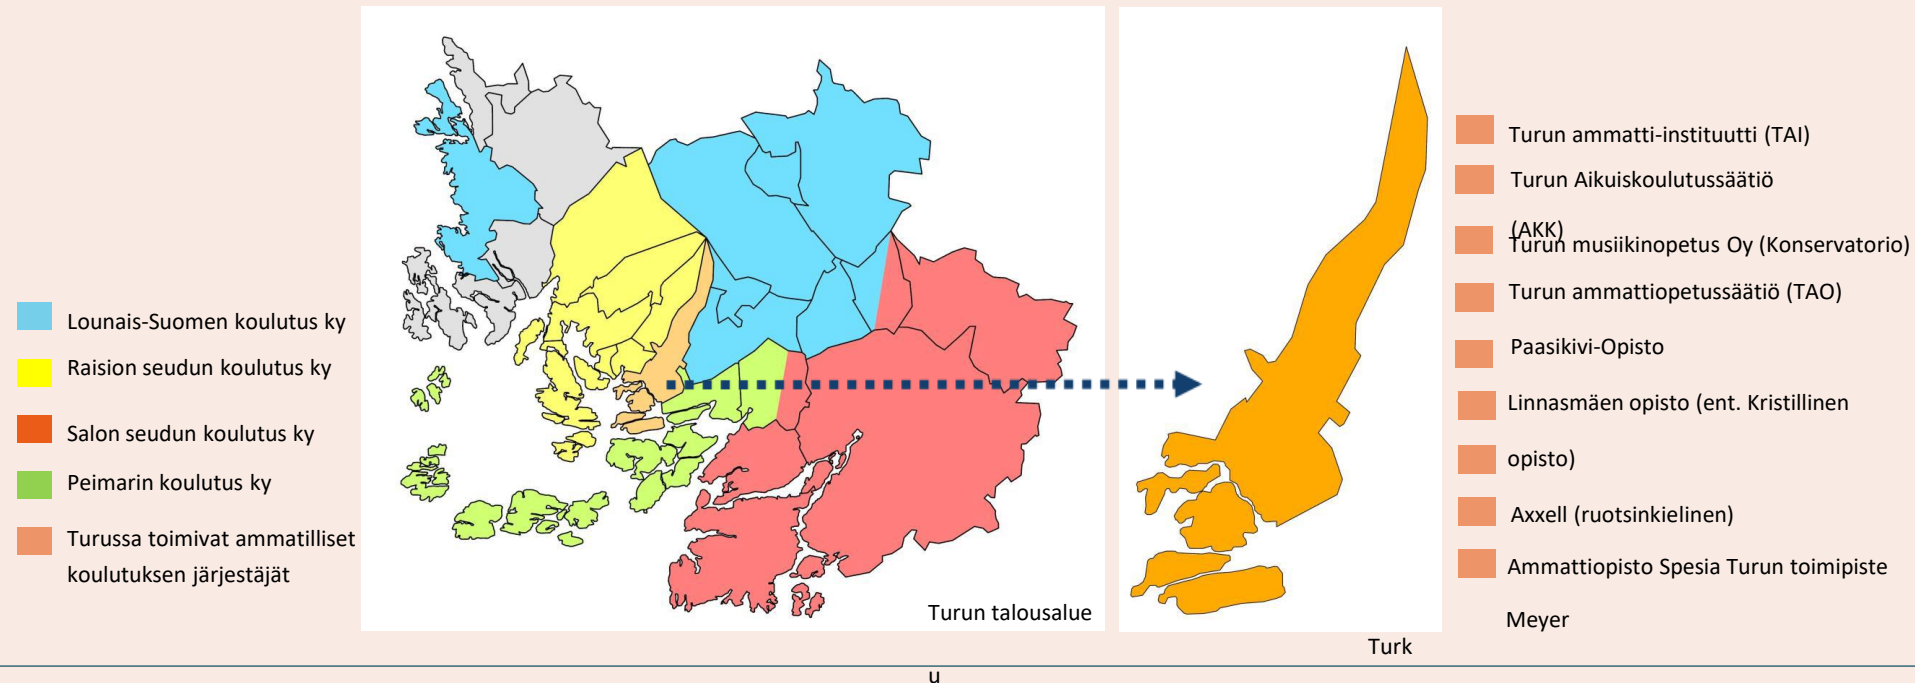 Lounais-Suomen koulutus ky
Raision seudun koulutus ky
Salon seudun koulutus ky
Peimarin koulutus ky
Turussa toimivat ammatilliset
koulutuksen järjestäjät
Turun talousalue
Turk
u
Turun ammatti-instituutti (TAI)
Turun Aikuiskoulutussäätiö
(AKK)
Turun musiikinopetus Oy (Konservatorio)
Turun ammattiopetussäätiö (TAO)
Paasikivi-Opisto
Linnasmäen opisto (ent. Kristillinen
opisto)
Axxell (ruotsinkielinen)
Ammattiopisto Spesia Turun toimipiste
Meyer